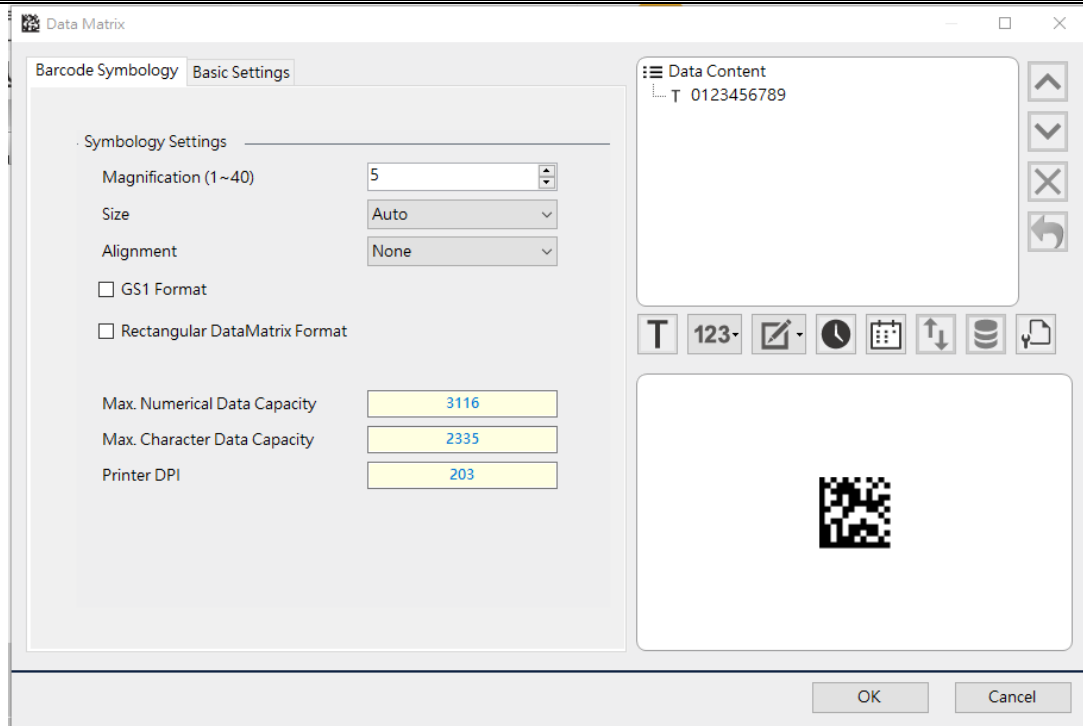 Data Matrix
Barcode Symbology
Basic Settings
Symbology Settings
Magnification (1~40)
5
Size
Auto
Alignment
None
GS1 Format
Rectangular DataMatrix Format
Max. Numerical Data Capacity
3116
Max. Character Data Capacity
2335
Printer DPI
203
Data Content
T 0123456789
T
123
OK
Cancel